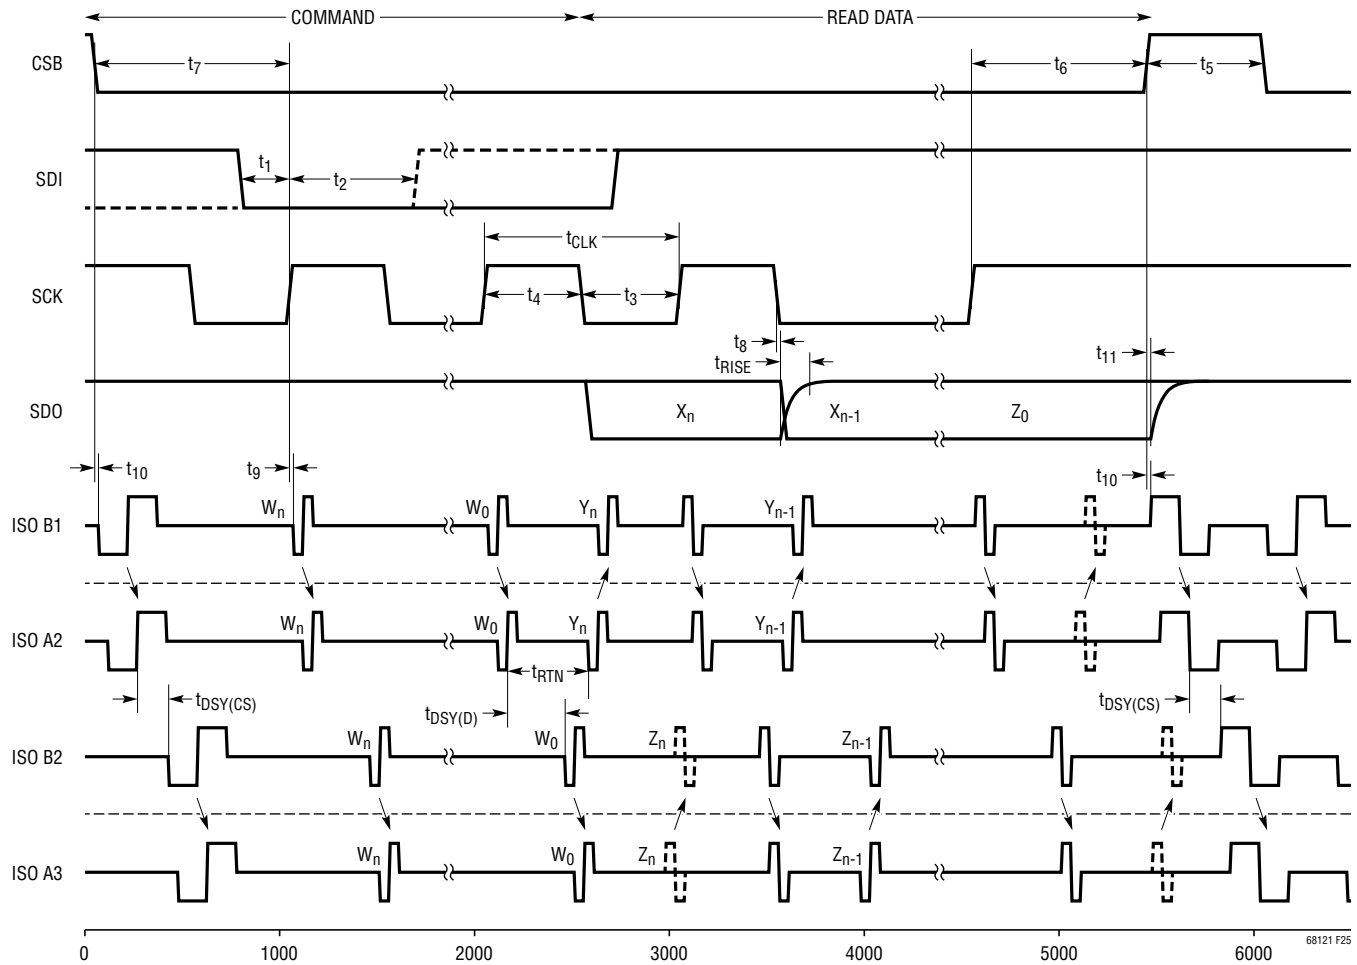 COMMAND READ DATA
CSB t7 t6 t5
SDI t1 t2
tCLK
SCK t4 t3
t8 t11
tRISE
SDO Xn Xn-1 Z0
t10 t9 t10
Wn W0 Yn Yn-1
ISO B1
Wn W0 Yn Yn-1
ISO A2
tRTN
tDSY(CS) tDSY(D) tDSY(CS)
Wn W0 Zn Zn-1
ISO B2
Wn W0 Zn Zn-1
ISO A3
0 1000 2000 3000 4000 5000 6000
68121 F25